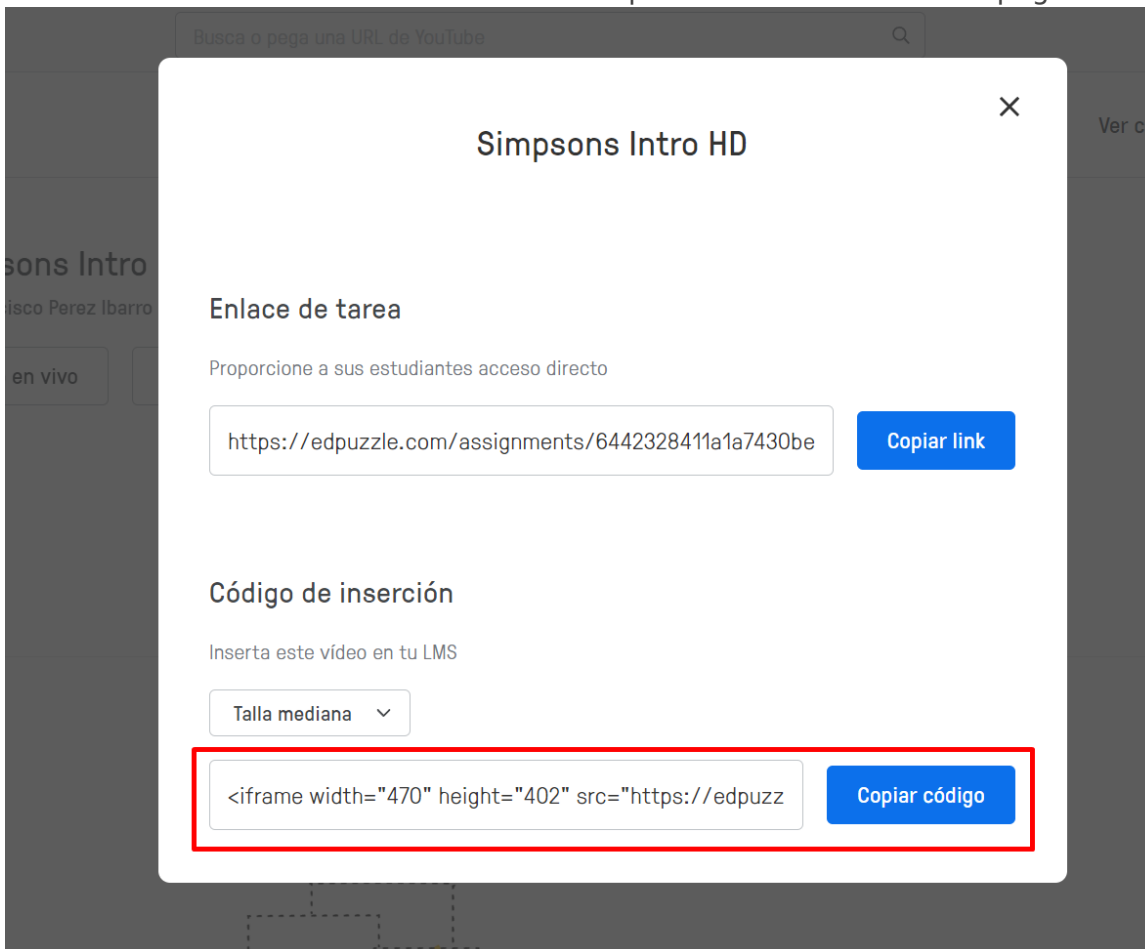 Busca o pega una URL de YouTube
Ver c
Simpsons Intro HD
sons Intro
isco Perez Ibarro
en vivo
Enlace de tarea
Proporcione a sus estudiantes acceso directo
https://edpuzzle.com/assignments/6442328411a1a7430be
Copiar link
Código de inserción
Inserta este vídeo en tu LMS
Talla mediana
<iframe width="470" height="402" src="https://edpuzz
Copiar código